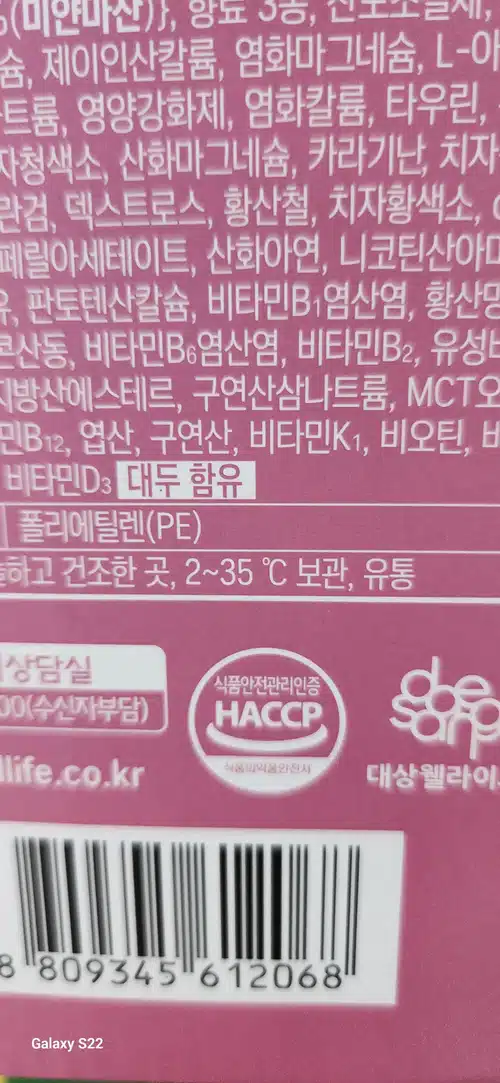 (미얀마산)}, 향료 3종,
슘, 제이인산칼륨, 염화마그네슘, L-
트륨, 영양강화제, 염화칼륨, 타우린,
자청색소, 산화마그네슘, 카라기난, 치자
란검, 덱스트로스, 황산철, 치자황색소,
페릴아세테이트, 산화아연, 니코틴산아미
유, 판토텐산칼슘, 비타민B₁염산염, 황산망
콘산동, 비타민B₆염산염, 비타민B₂, 유성비
지방산에스테르, 구연산삼나트륨, MCT오
민B₁₂, 엽산, 구연산, 비타민K₁, 비오틴, 비
비타민D₃ 대두 함유
폴리에틸렌(PE)
하고 건조한 곳, 2~35 ℃ 보관, 유통
상담실
00(수신자부담)
llife.co.kr
식품안전관리인증
HACCP
식품의약품안전처
대상웰라이
8 809345 612068
Galaxy S22